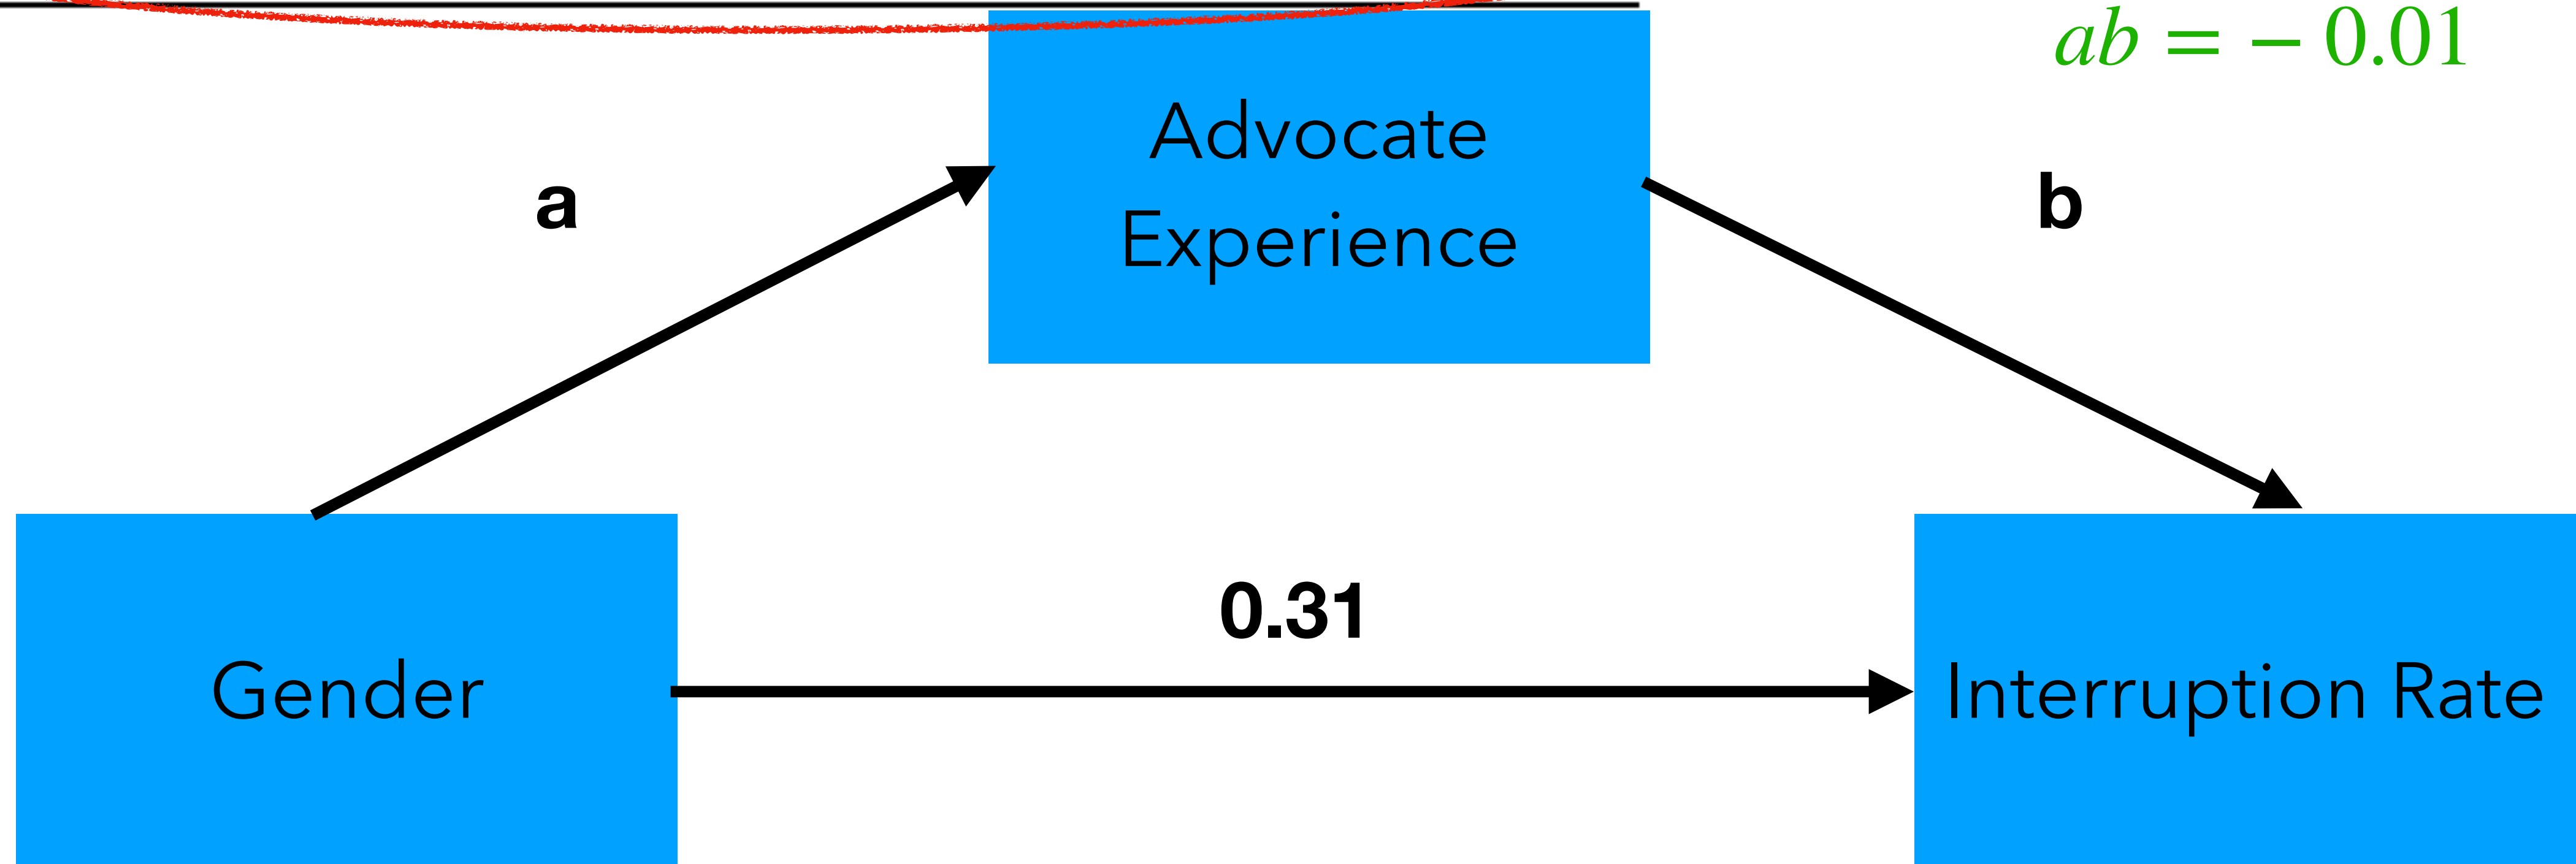 ab = − 0.01
Advocate
Experience
a
b
0.31
Gender
Interruption Rate